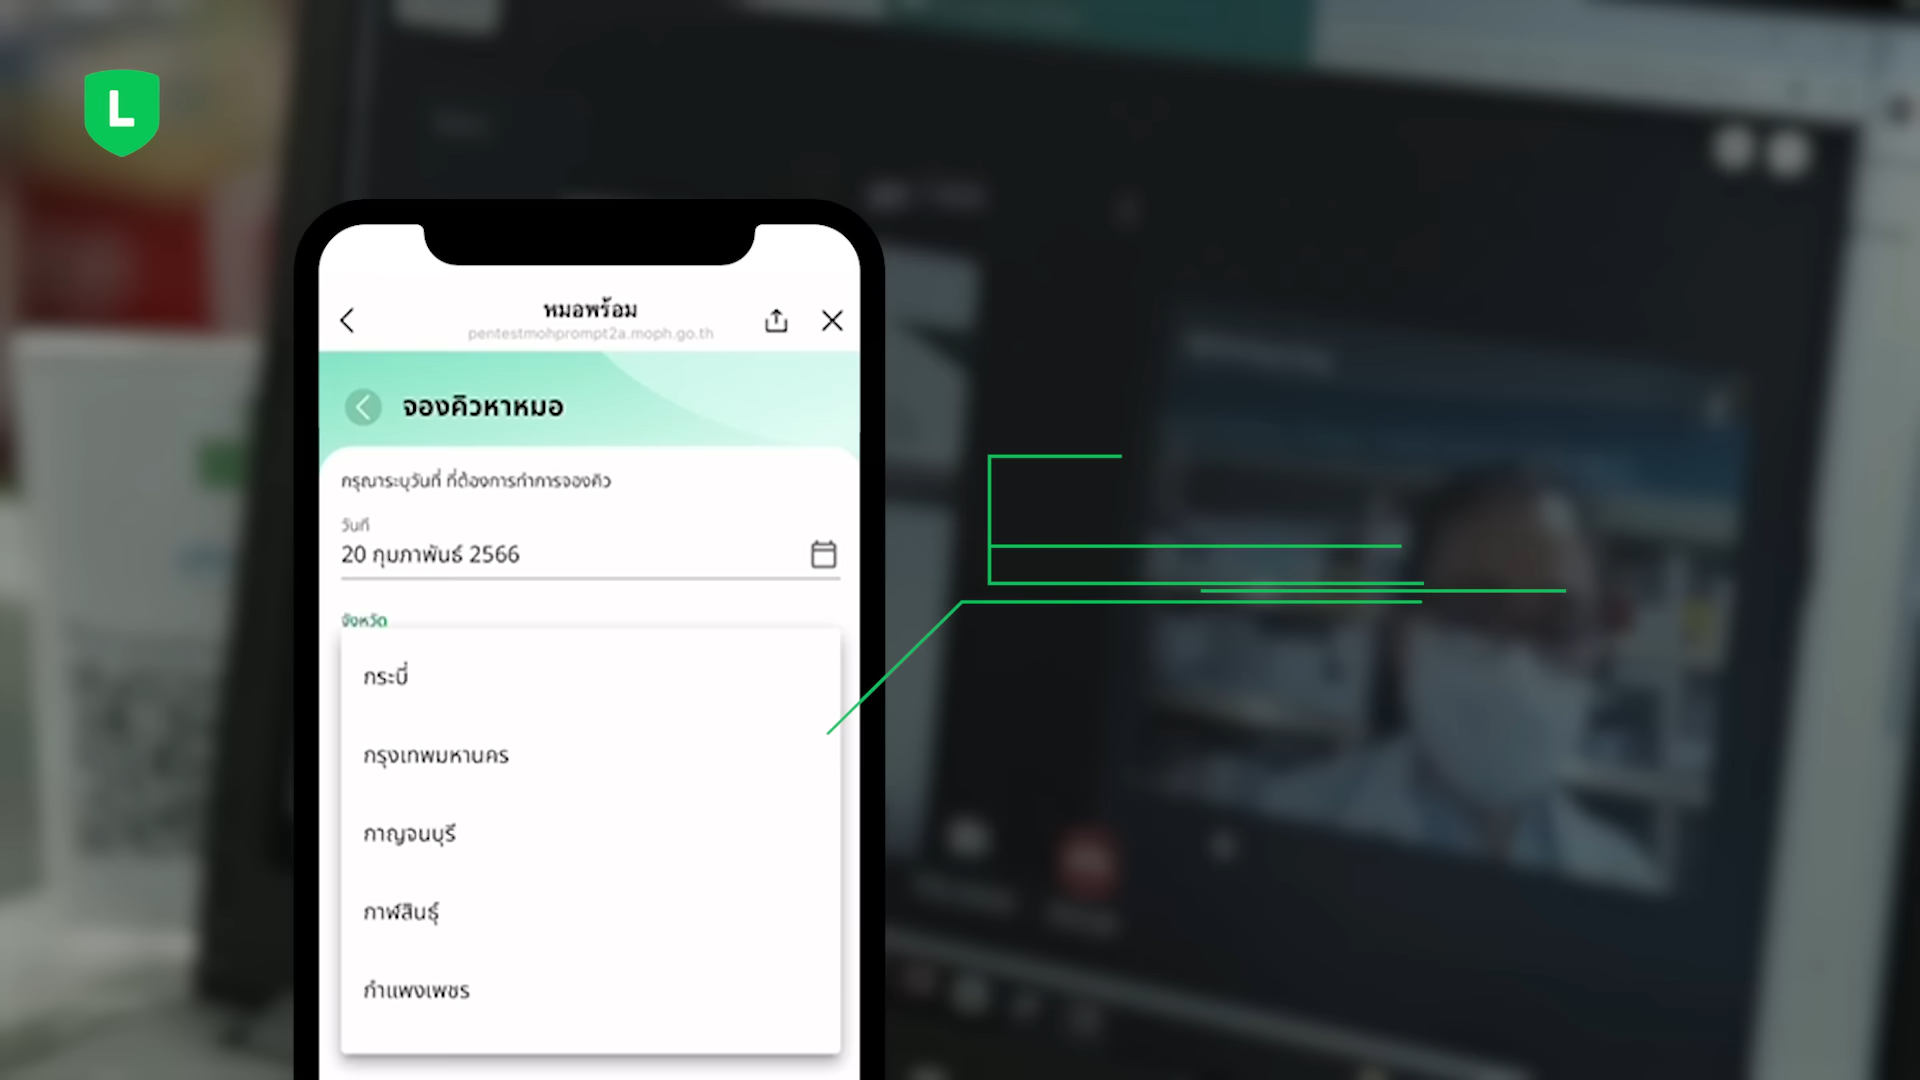 L
หมอพร้อม
pentestmohprompt2a.moph.go.th
จองคิวหาหมอ
กรุณาระบุวันที่ ที่ต้องการทำการจองคิว
วันที่
20 กุมภาพันธ์ 2566
จังหวัด
กระบี่
กรุงเทพมหานคร
กาญจนบุรี
กาฬสินธุ์
กำแพงเพชร